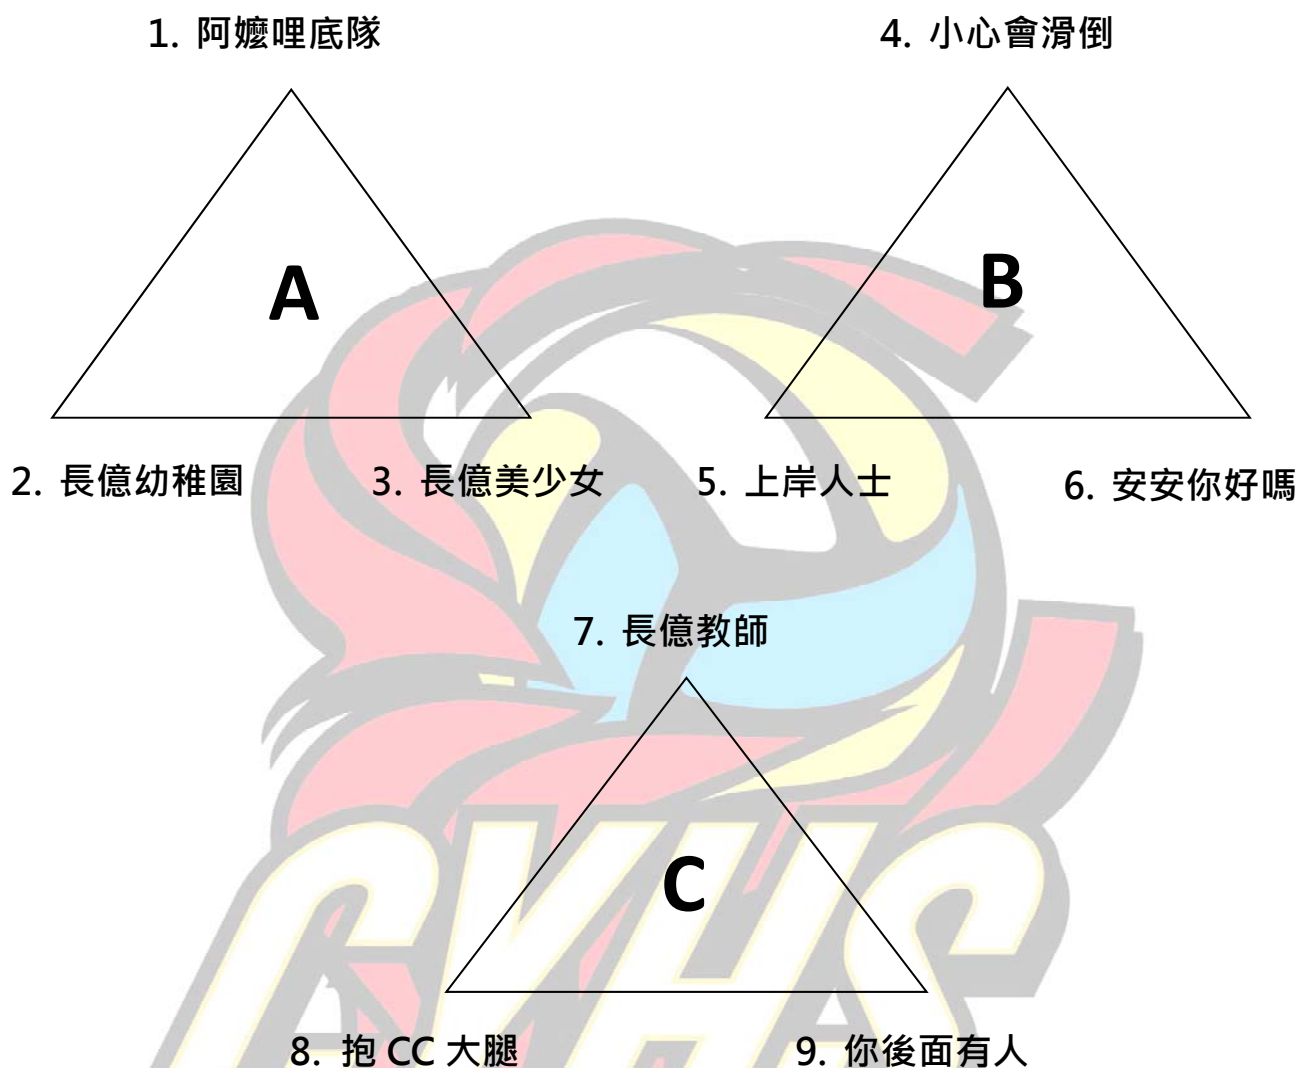 1. 阿嬤哩底隊
4. 小心會滑倒
A
B
2. 長億幼稚園
3. 長億美少女
5. 上岸人士
6. 安安你好嗎
7. 長億教師
C
CYHS
8. 抱 CC 大腿
9. 你後面有人